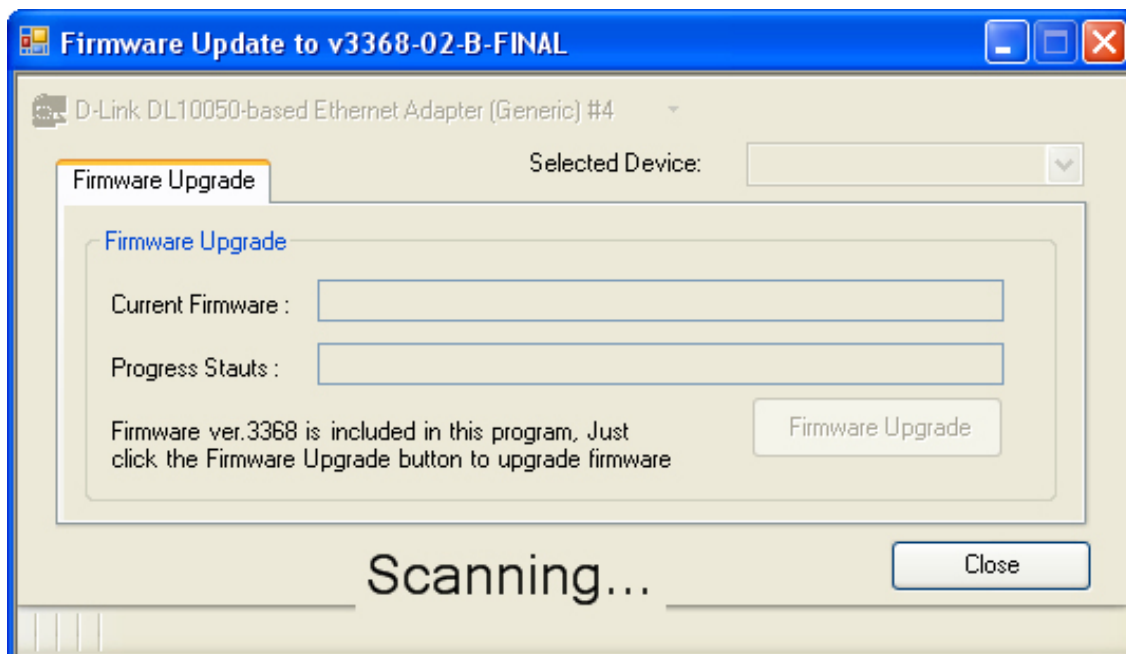 Firmware Update to v3368-02-B-FINAL
D-Link DL10050-based Ethernet Adapter (Generic) #4
Selected Device:
Firmware Upgrade
Firmware Upgrade
Current Firmware :
Progress Stauts :
Firmware ver.3368 is included in this program, Just
click the Firmware Upgrade button to upgrade firmware
Firmware Upgrade
Scanning...
Close